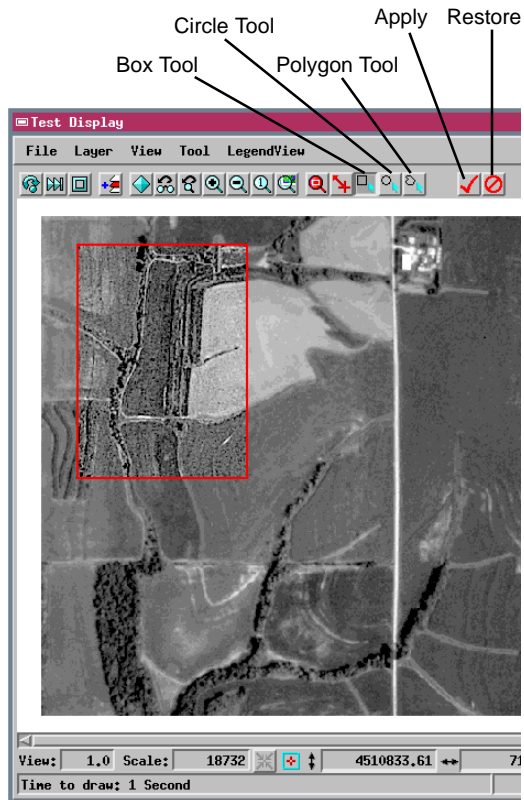 Apply Restore
Circle Tool
Box Tool Polygon Tool
Test Display
File Layer View Tool LegendView
View: 1.0 Scale: 18732 4510833.61 71
Time to draw: 1 Second